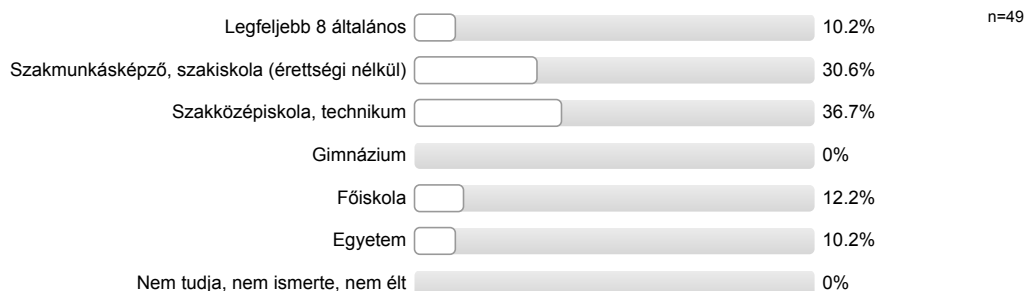 Legfeljebb 8 általános 10.2% n=49
Szakmunkásképző, szakiskola (érettségi nélkül) 30.6%
Szakközépiskola, technikum 36.7%
Gimnázium 0%
Főiskola 12.2%
Egyetem 10.2%
Nem tudja, nem ismerte, nem élt 0%